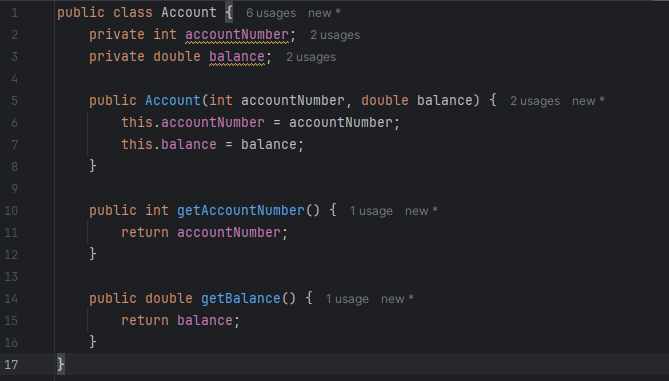 1 public class Account { 6 usages new *
2 private int accountNumber; 2 usages
3 private double balance; 2 usages
4
5 public Account(int accountNumber, double balance) { 2 usages new *
6 this.accountNumber = accountNumber;
7 this.balance = balance;
8 }
9
10 public int getAccountNumber() { 1 usage new *
11 return accountNumber;
12 }
13
14 public double getBalance() { 1 usage new *
15 return balance;
16 }
17 }